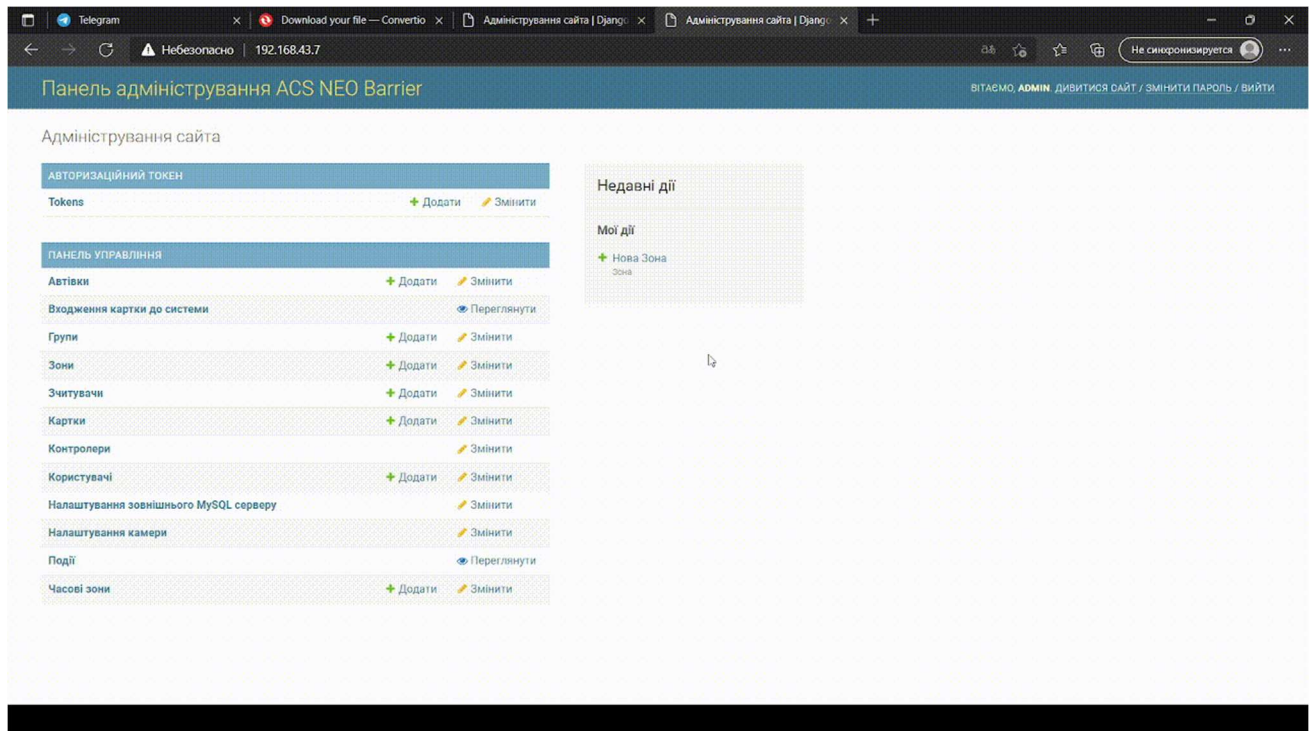 Telegram
Download your file — Convertio
Адміністрування сайта | Django
Адміністрування сайта | Django
Небезопасно
192.168.43.7
Не синхронизируется
Панель адміністрування ACS NEO Barrier
ВІТАЄМО, ADMIN. ДИВИТИСЯ САЙТ / ЗМІНИТИ ПАРОЛЬ / ВИЙТИ
Адміністрування сайта
АВТОРИЗАЦІЙНИЙ ТОКЕН
Tokens Додати Змінити
ПАНЕЛЬ УПРАВЛІННЯ
Автівки Додати Змінити
Входження картки до системи Переглянути
Групи Додати Змінити
Зони Додати Змінити
Зчитувачи Додати Змінити
Картки Додати Змінити
Контролери Змінити
Користувачі Додати Змінити
Налаштування зовнішнього MySQL серверу Змінити
Налаштування камери Змінити
Події Переглянути
Часові зони Додати Змінити
Недавні дії
Мої дії
Нова Зона
Зона